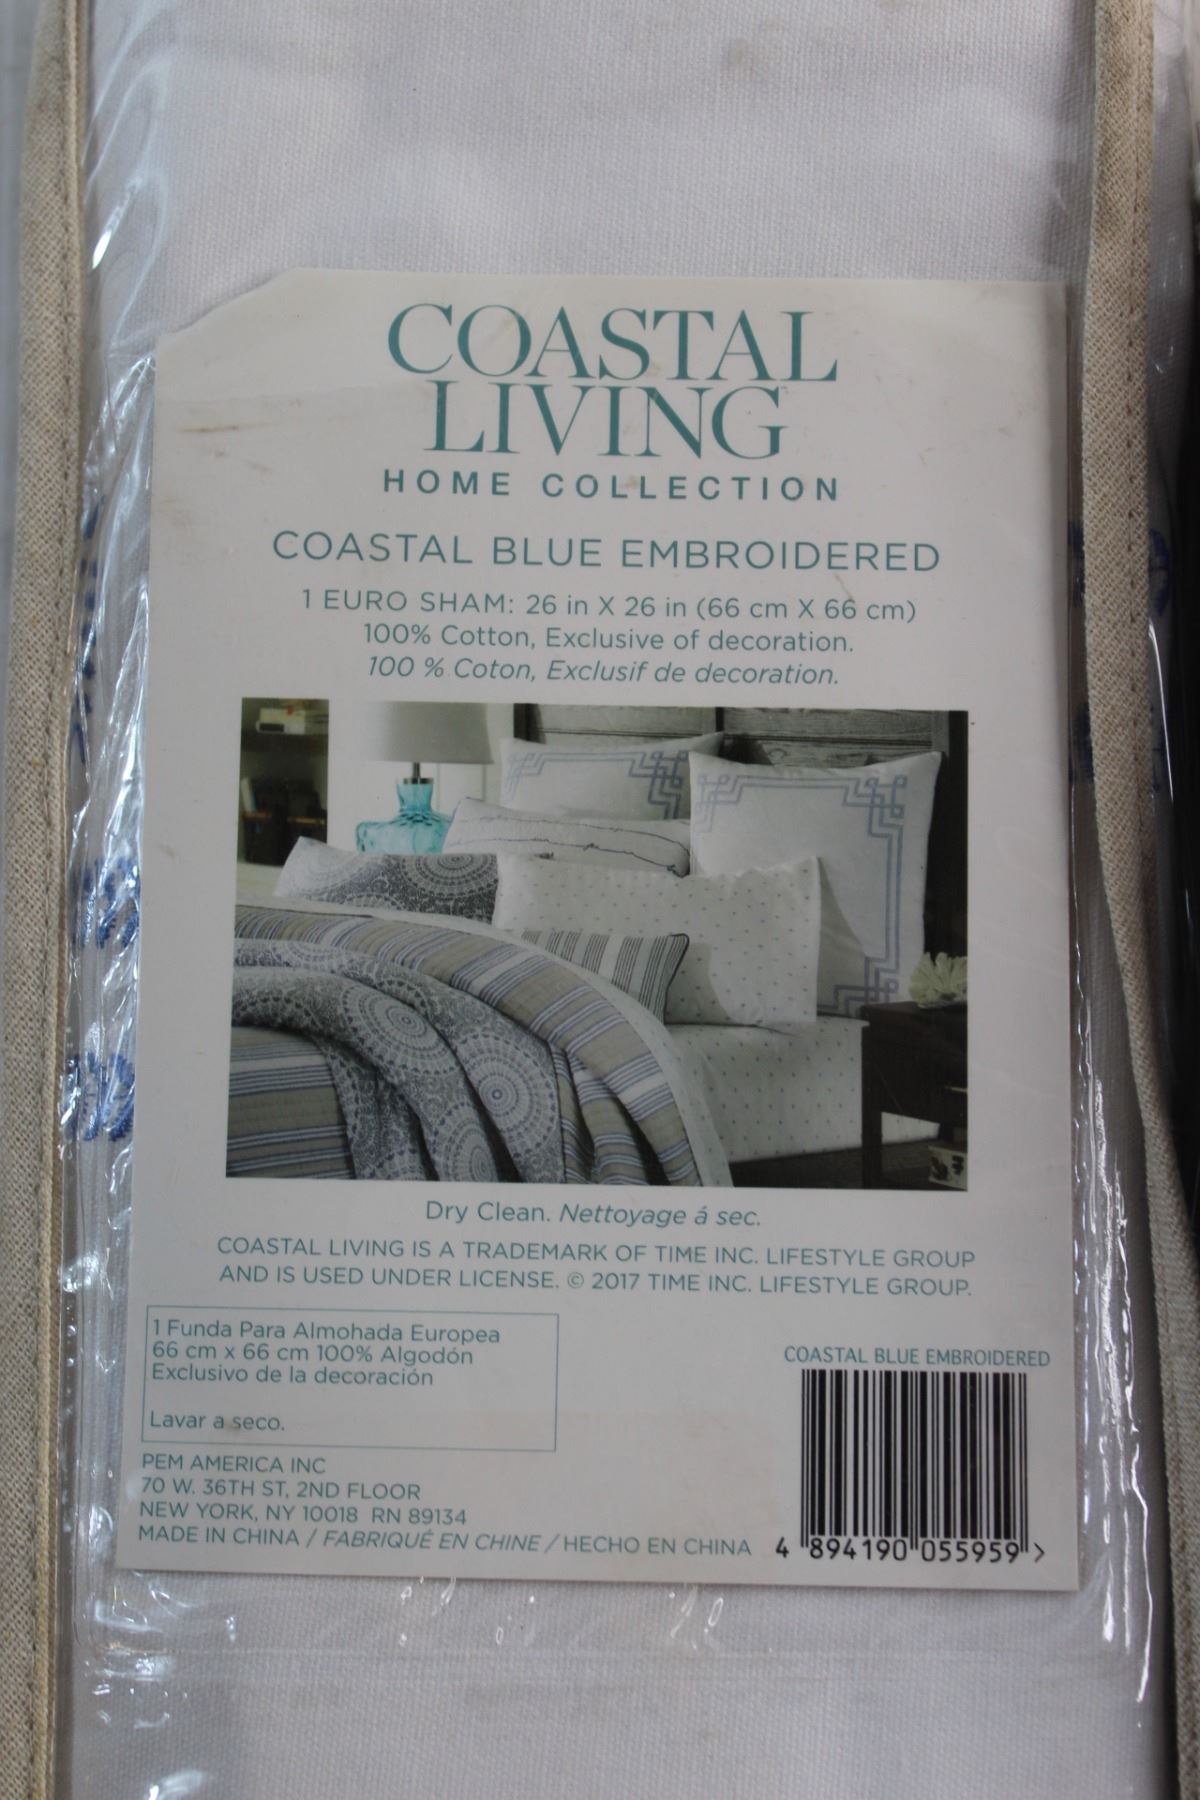 COASTAL
LIVING
HOME COLLECTION
COASTAL BLUE EMBROIDERED
1 EURO SHAM: 26 in X 26 in (66 cm X 66 cm)
100% Cotton, Exclusive of decoration.
100 % Coton, Exclusif de decoration.
Dry Clean. Nettoyage á sec.
COASTAL LIVING IS A TRADEMARK OF TIME INC. LIFESTYLE GROUP
AND IS USED UNDER LICENSE. © 2017 TIME INC. LIFESTYLE GROUP.
1 Funda Para Almohada Europea
66 cm x 66 cm 100% Algodón
Exclusivo de la decoración
Lavar a seco.
PEM AMERICA INC
70 W. 36TH ST, 2ND FLOOR
NEW YORK, NY 10018 RN 89134
MADE IN CHINA / FABRIQUÉ EN CHINE / HECHO EN CHINA
COASTAL BLUE EMBROIDERED
4 894190 055959 >